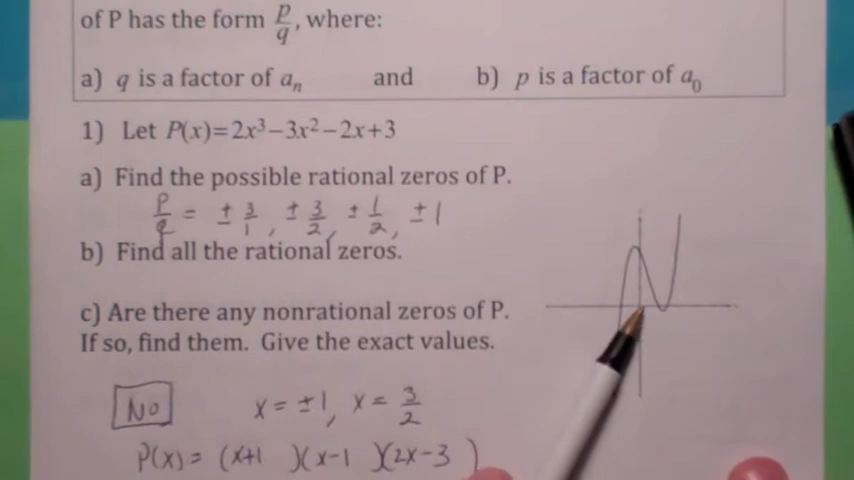 of P has the form p/q, where:
a) q is a factor of aₙ and b) p is a factor of a₀
1) Let P(x)=2x³−3x²−2x+3
a) Find the possible rational zeros of P.
p/q = ± 3/1, ± 3/2, ± 1/2, ± 1
b) Find all the rational zeros.
c) Are there any nonrational zeros of P.
If so, find them. Give the exact values.
No x = ±1, x = 3/2
P(x) = (x+1 )(x−1 )(2x−3 )